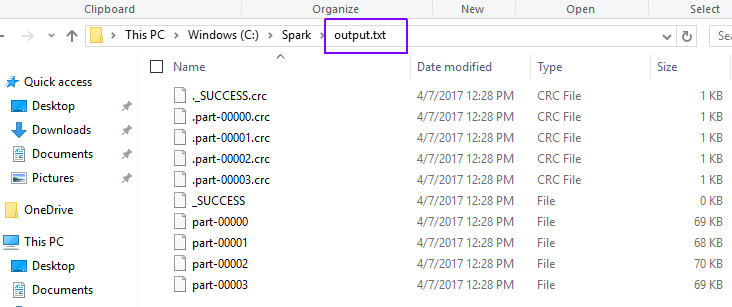 Clipboard Organize New Open Select
This PC Windows (C:) Spark output.txt Sea
Name Date modified Type Size
Quick access
Desktop
Downloads
Documents
Pictures
OneDrive
This PC
Desktop
Documents
._SUCCESS.crc 4/7/2017 12:28 PM CRC File 1 KB
.part-00000.crc 4/7/2017 12:28 PM CRC File 1 KB
.part-00001.crc 4/7/2017 12:28 PM CRC File 1 KB
.part-00002.crc 4/7/2017 12:28 PM CRC File 1 KB
.part-00003.crc 4/7/2017 12:28 PM CRC File 1 KB
_SUCCESS 4/7/2017 12:28 PM File 0 KB
part-00000 4/7/2017 12:28 PM File 69 KB
part-00001 4/7/2017 12:28 PM File 68 KB
part-00002 4/7/2017 12:28 PM File 70 KB
part-00003 4/7/2017 12:28 PM File 69 KB